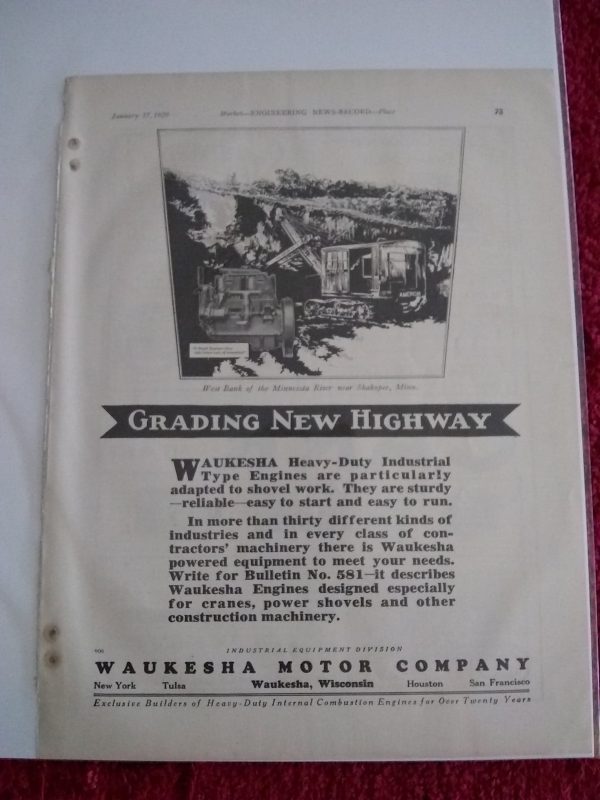 January 17, 1929 Market—ENGINEERING NEWS-RECORD—Place 73
AMERICAN
West Bank of the Minnesota River near Shakopee, Minn.
GRADING NEW HIGHWAY
WAUKESHA Heavy-Duty Industrial
Type Engines are particularly
adapted to shovel work. They are sturdy
—reliable—easy to start and easy to run.
In more than thirty different kinds of
industries and in every class of con-
tractors' machinery there is Waukesha
powered equipment to meet your needs.
Write for Bulletin No. 581—it describes
Waukesha Engines designed especially
for cranes, power shovels and other
construction machinery.
906 INDUSTRIAL EQUIPMENT DIVISION
WAUKESHA MOTOR COMPANY
New York Tulsa Waukesha, Wisconsin Houston San Francisco
Exclusive Builders of Heavy-Duty Internal Combustion Engines for Over Twenty Years